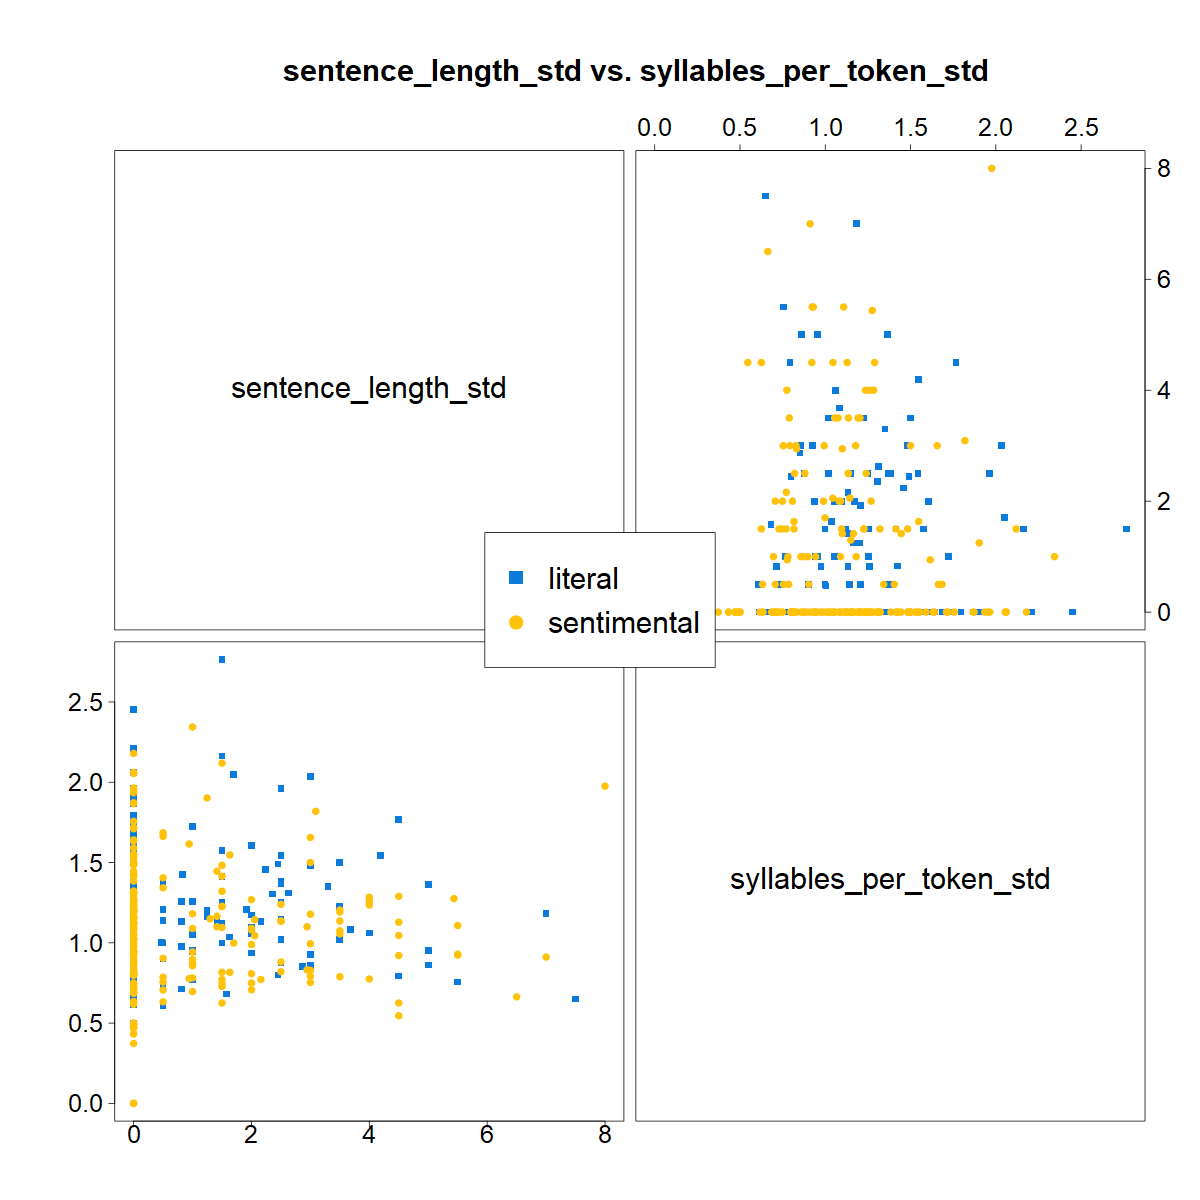 sentence_length_std vs. syllables_per_token_std
0.0 0.5 1.0 1.5 2.0 2.5
8
6
4
2
0
sentence_length_std
literal
sentimental
2.5
2.0
1.5
1.0
0.5
0.0
syllables_per_token_std
0 2 4 6 8